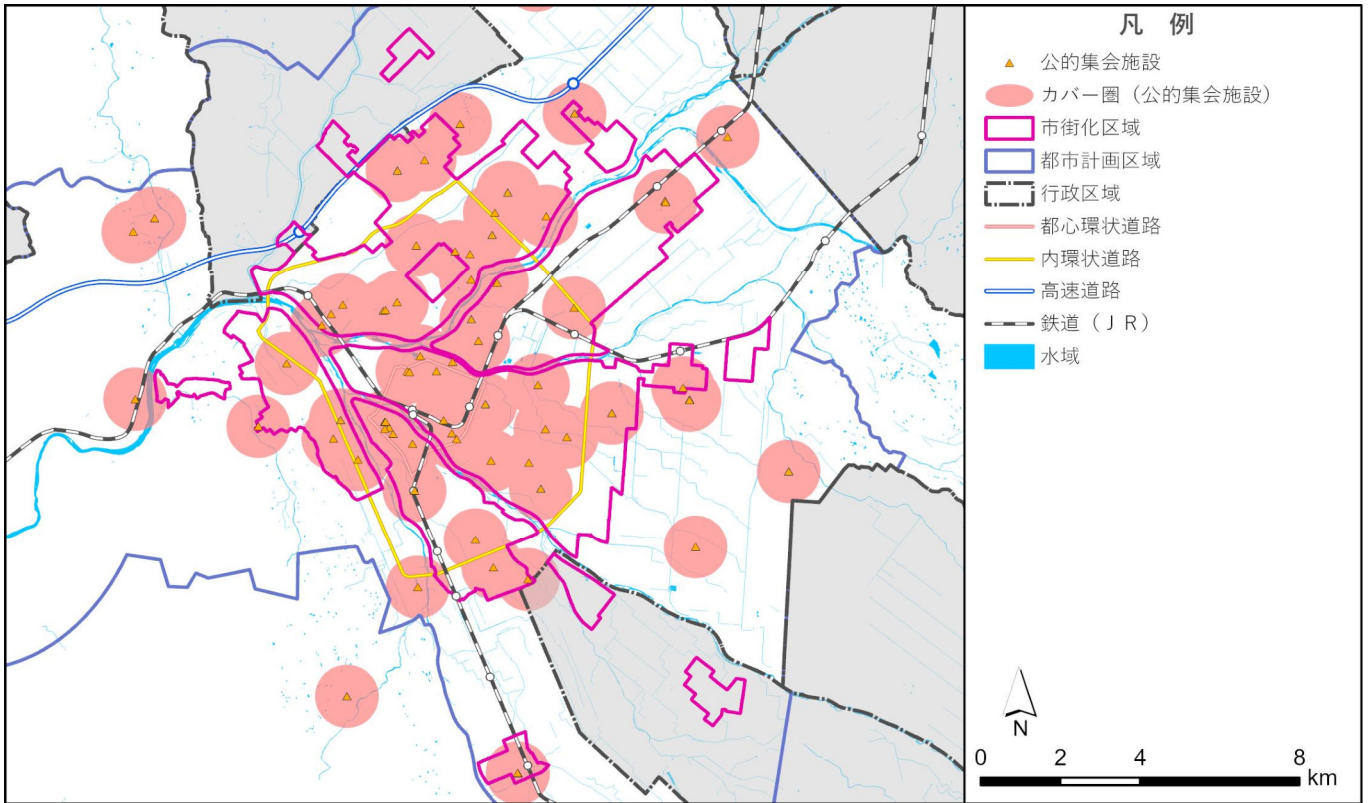 凡 例
公的集会施設
カバー圏（公的集会施設）
市街化区域
都市計画区域
行政区域
都心環状道路
内環状道路
高速道路
鉄道（ＪＲ）
水域
N
0 2 4 8
km